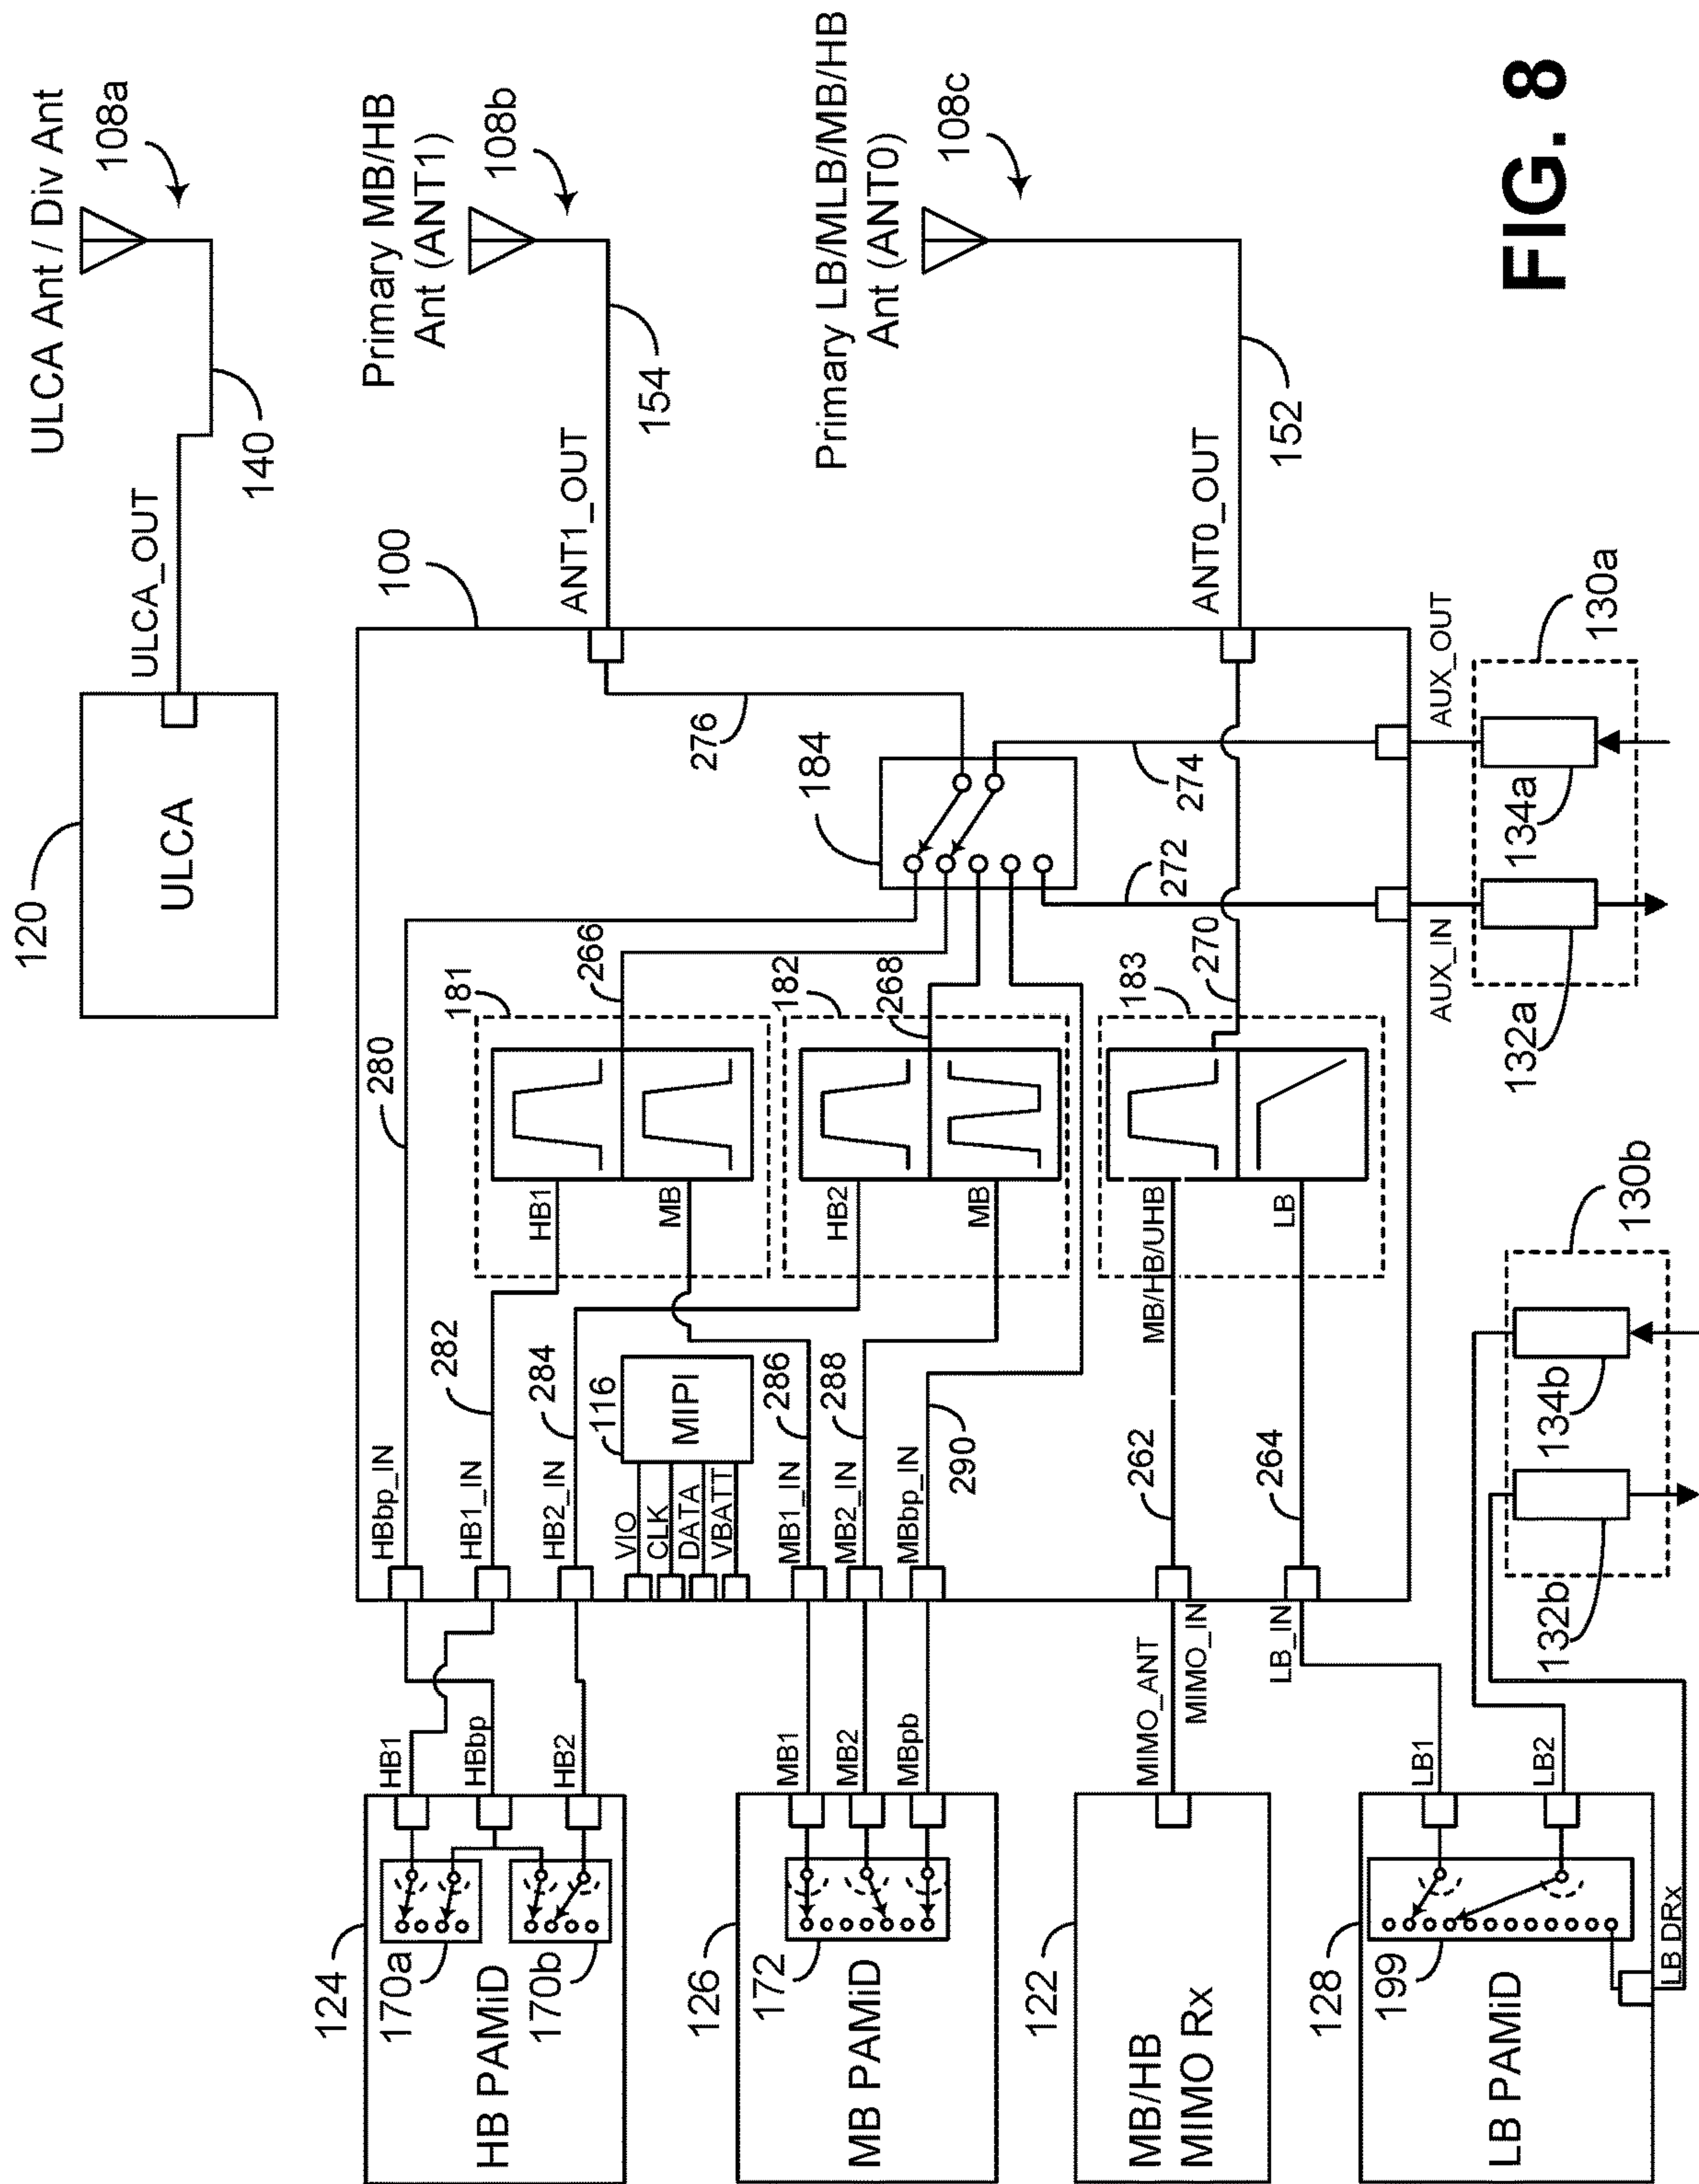 ULCA Ant / Div Ant
108a
140
ULCA_OUT
120
ULCA
Primary MB/HB
Ant (ANT1)
108b
154
ANT1_OUT
Primary LB/MLB/MB/HB
Ant (ANT0)
108c
152
ANT0_OUT
100
276
184
274
272
280
266
181
268
182
270
183
HB1
MB
HB2
MB
MB/HB/UHB
LB
282
284
116
MIPI
286
288
290
262
264
HBbp_IN
HB1_IN
HB2_IN
VIO
CLK
DATA
VBATT
MB1_IN
MB2_IN
MBbp_IN
MIMO_ANT
MIMO_IN
LB_IN
AUX_IN
AUX_OUT
130a
134a
132a
130b
134b
132b
HB1
HBbp
HB2
124
170a
170b
HB PAMiD
MB1
MB2
MBpb
126
172
MB PAMiD
122
MB/HB
MIMO Rx
LB1
LB2
128
199
LB DRx
LB PAMiD
FIG. 8